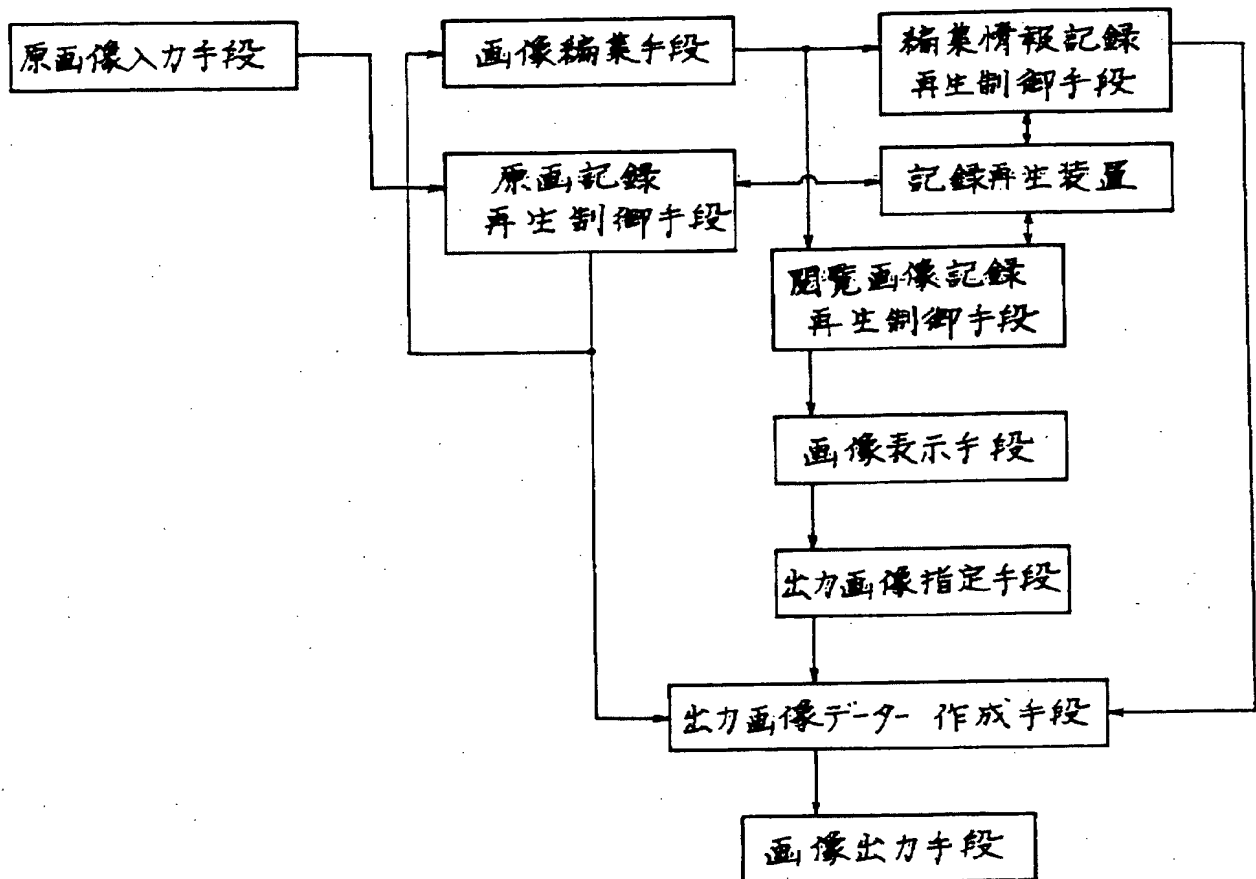 原画像入力手段
画像編集手段
編集情報記録
再生制御手段
原画記録
再生制御手段
記録再生装置
閲覧画像記録
再生制御手段
画像表示手段
出力画像指定手段
出力画像データー 作成手段
画像出力手段